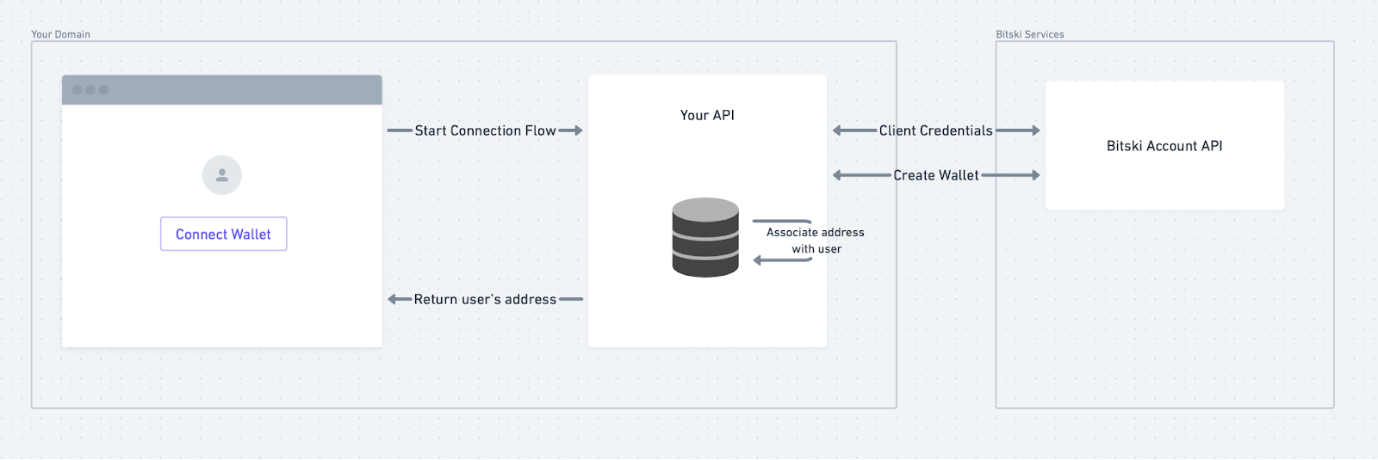 Your Domain
Bitski Services
Your API
Start Connection Flow
Client Credentials
Bitski Account API
Create Wallet
Connect Wallet
Associate address
with user
Return user's address